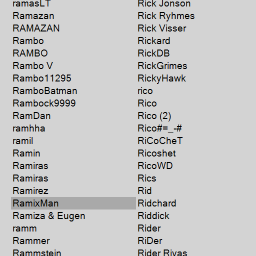 ramasLT
Ramazan
RAMAZAN
Rambo
RAMBO
Rambo V
Rambo11295
RamboBatman
Rambock9999
RamDan
ramhha
ramil
Ramin
Ramiras
Ramiras
Ramirez
RamixMan
Ramiza & Eugen
ramm
Rammer
Rammstein
Rick Jonson
Rick Ryhmes
Rick Visser
Rickard
RickDB
RickGrimes
RickyHawk
rico
Rico
Rico (2)
Rico#=_-#
RiCoCheT
Ricoshet
RicoWD
Rics
Rid
Ridchard
Riddick
Rider
RiDer
Rider Rivas